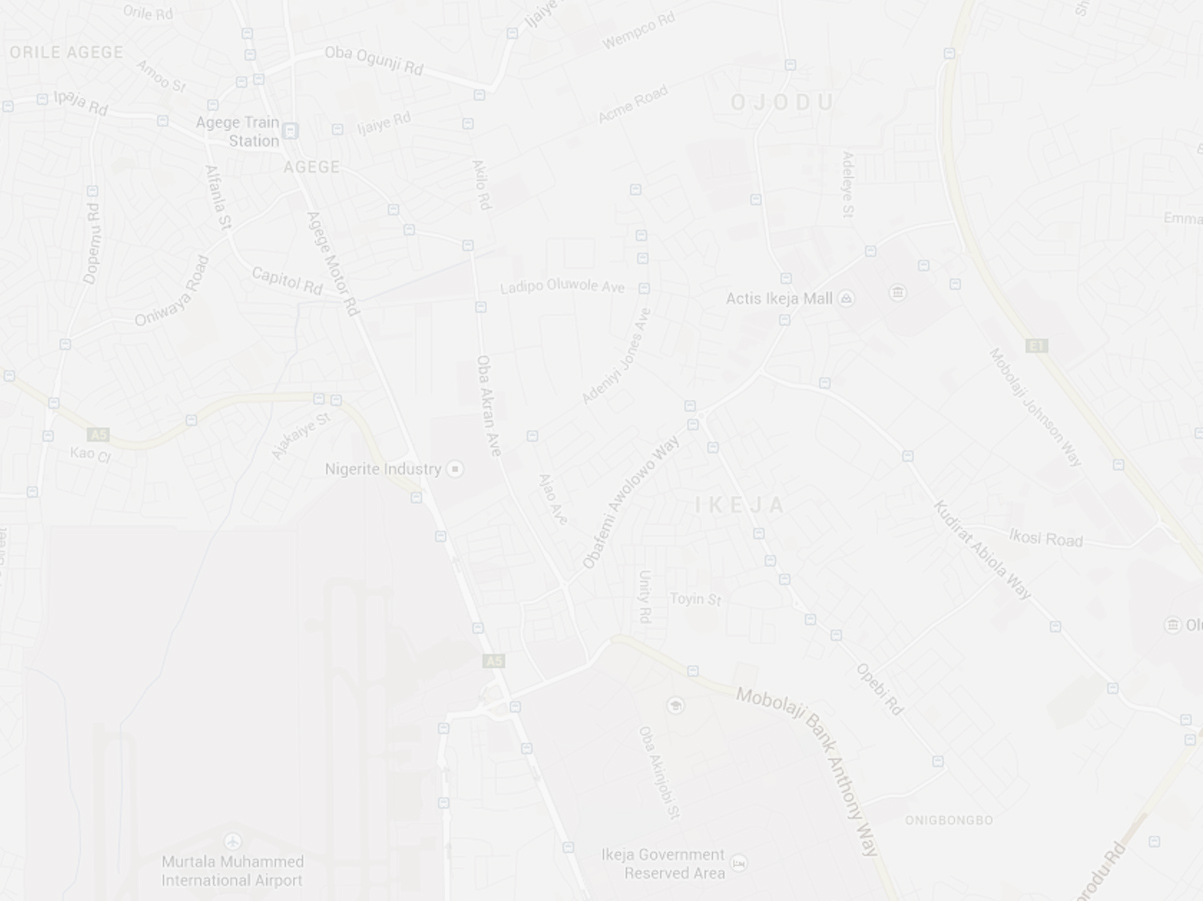 Orile Rd
Ijaiye
Wempco Rd
ORILE AGEGE
Oba Ogunji Rd
Amoo St
Ipaja Rd
Acme Road
OJODU
Agege Train
Station
Ijaiye Rd
AGEGE
Akilo Rd
Adeleye St
Alfanla St
Dopemu Rd
Agege Motor Rd
Oniwaya Road
Capitol Rd
Ladipo Oluwole Ave
Actis Ikeja Mall
Adeniyi Jones Ave
E1
Mobolaji Johnson Way
Oba Akran Ave
A5
Kao Cl
Ajakaiye St
Nigerite Industry
Ajao Ave
Obafemi Awolowo Way
IKEJA
Kudirat Abiola Way
Ikosi Road
Unity Rd
Toyin St
A5
Opebi Rd
Mobolaji Bank Anthony Way
Oba Akinjobi St
ONIGBONGBO
Murtala Muhammed
International Airport
Ikeja Government
Reserved Area